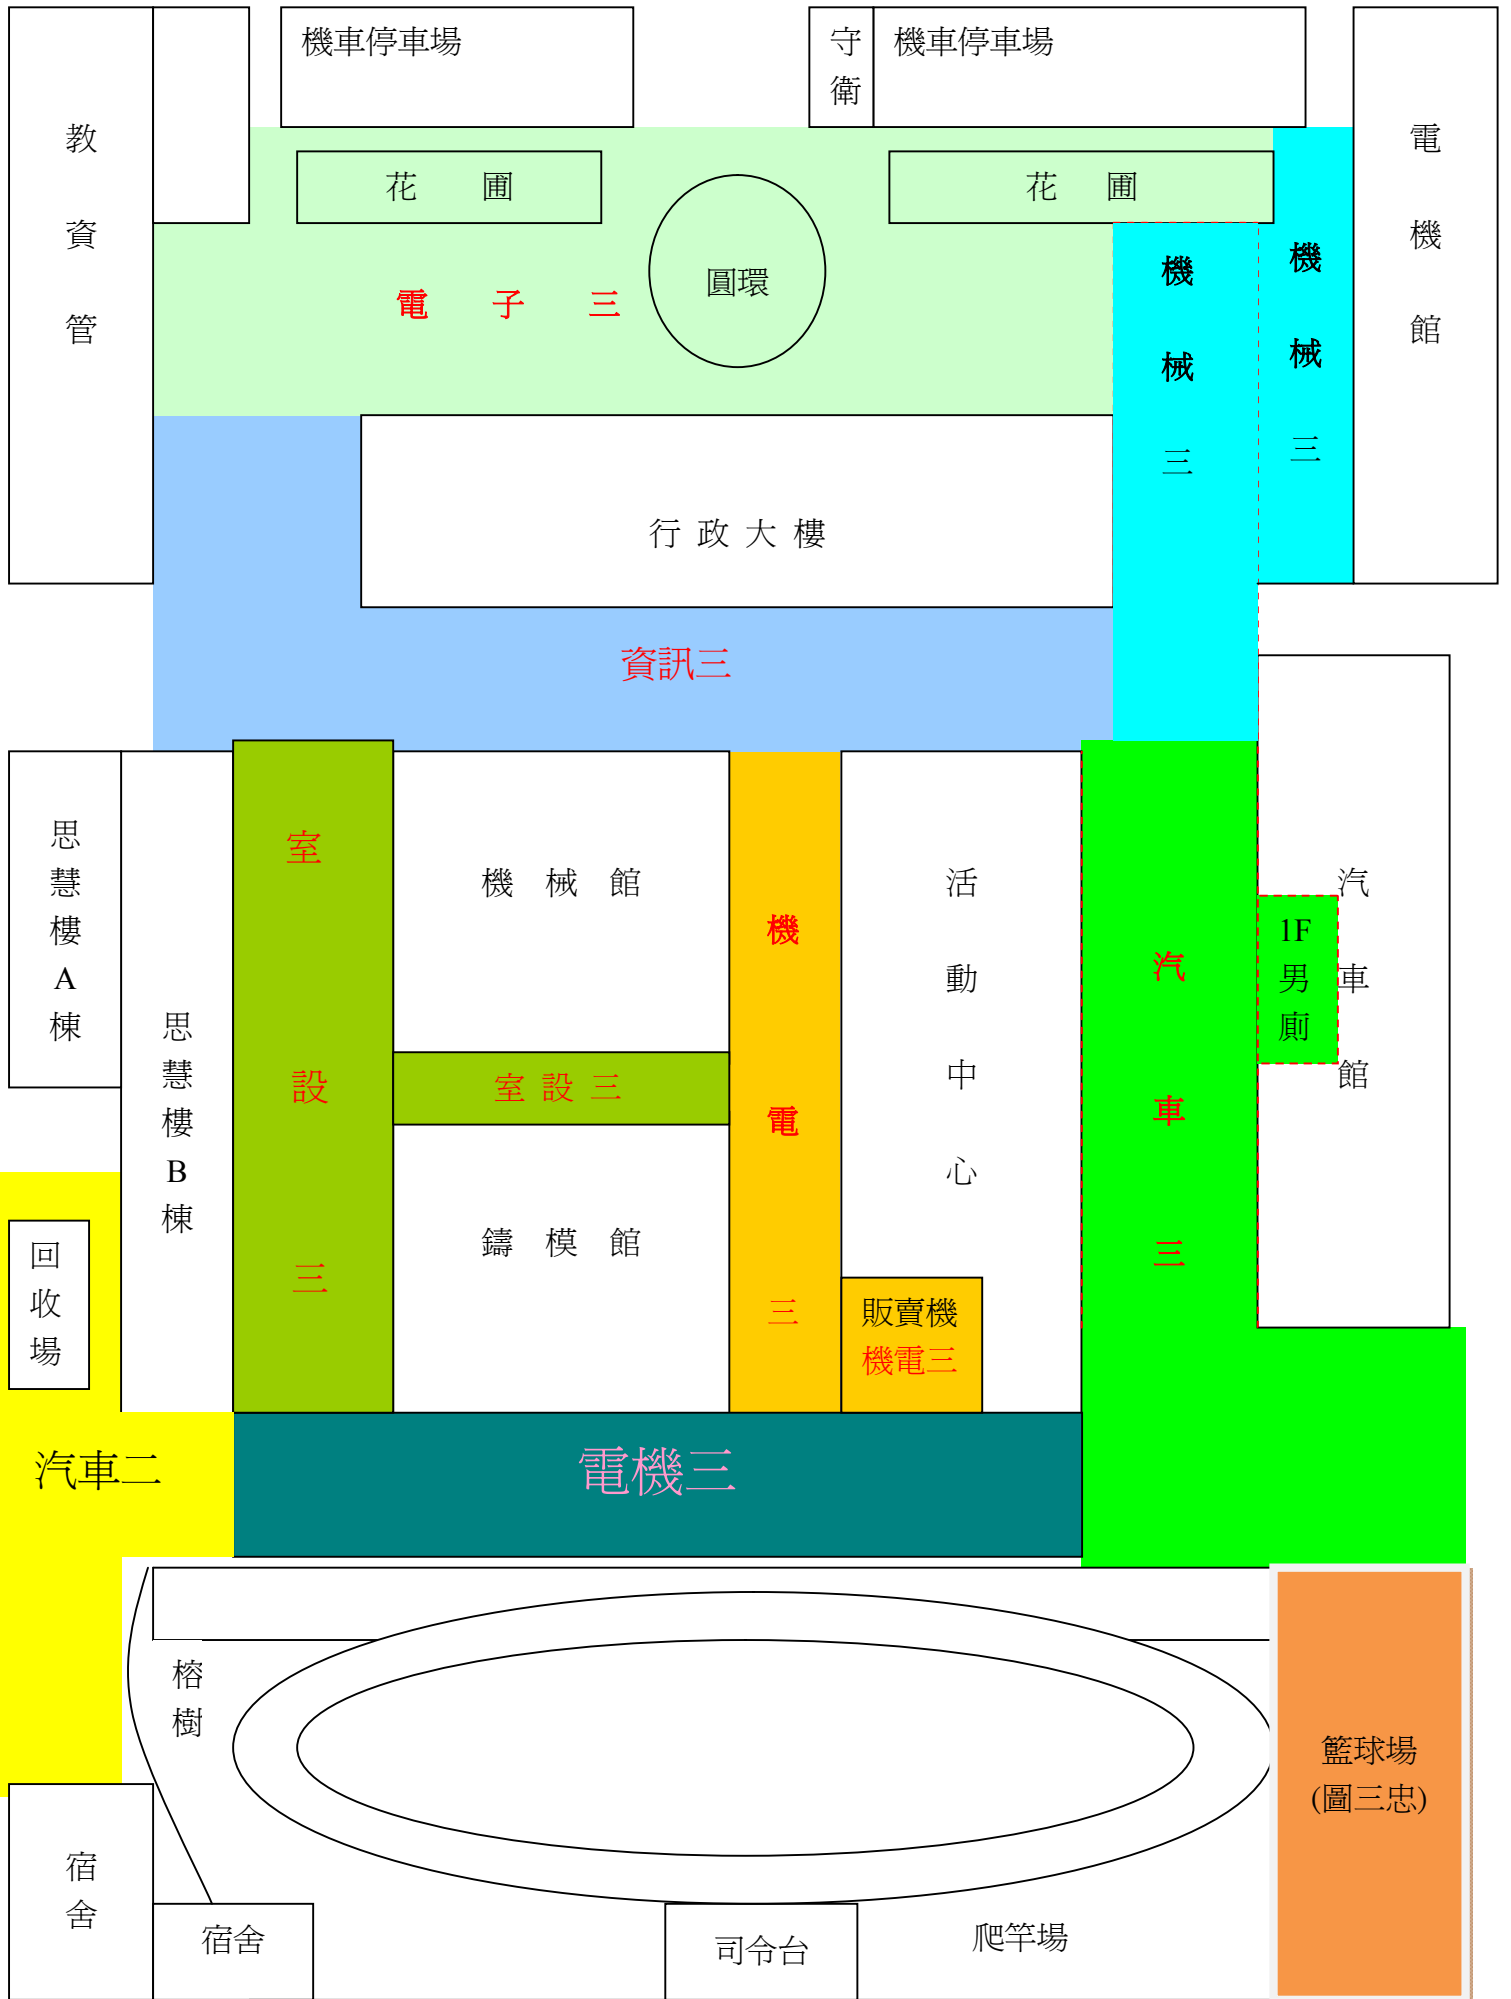 機車停車場
守衛
機車停車場
教資管
電機館
花 圃
花 圃
圓環
電 子 三
機械三
機械三
行 政 大 樓
資訊三
思慧樓A棟
思慧樓B棟
室設三
機 械 館
室 設 三
鑄 模 館
機電三
活動中心
販賣機
機電三
汽車三
1F
男
廁
汽車館
回收場
汽車二
電機三
榕樹
籃球場
(圖三忠)
宿舍
宿舍
司令台
爬竿場